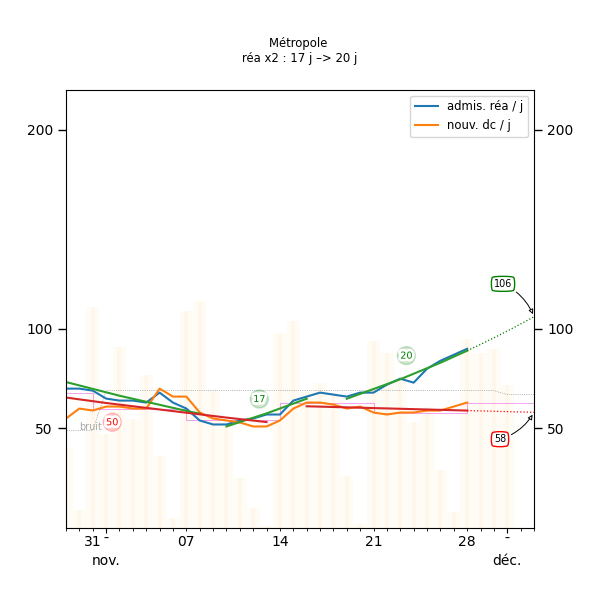 Métropole
réa x2 : 17 j –> 20 j
admis. réa / j
nouv. dc / j
200
200
106
100
100
20
17
50
bruit
50
50
58
31
-
07
14
21
28
-
nov.
déc.